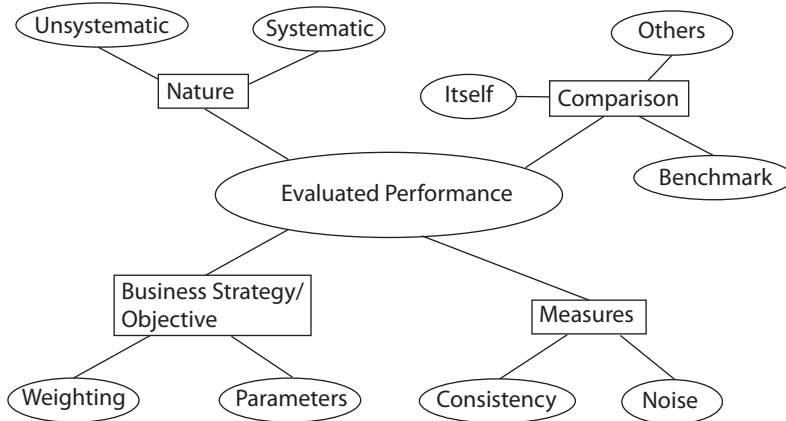 Unsystematic
Systematic
Nature
Others
Itself
Comparison
Benchmark
Evaluated Performance
Business Strategy/
Objective
Measures
Weighting
Parameters
Consistency
Noise